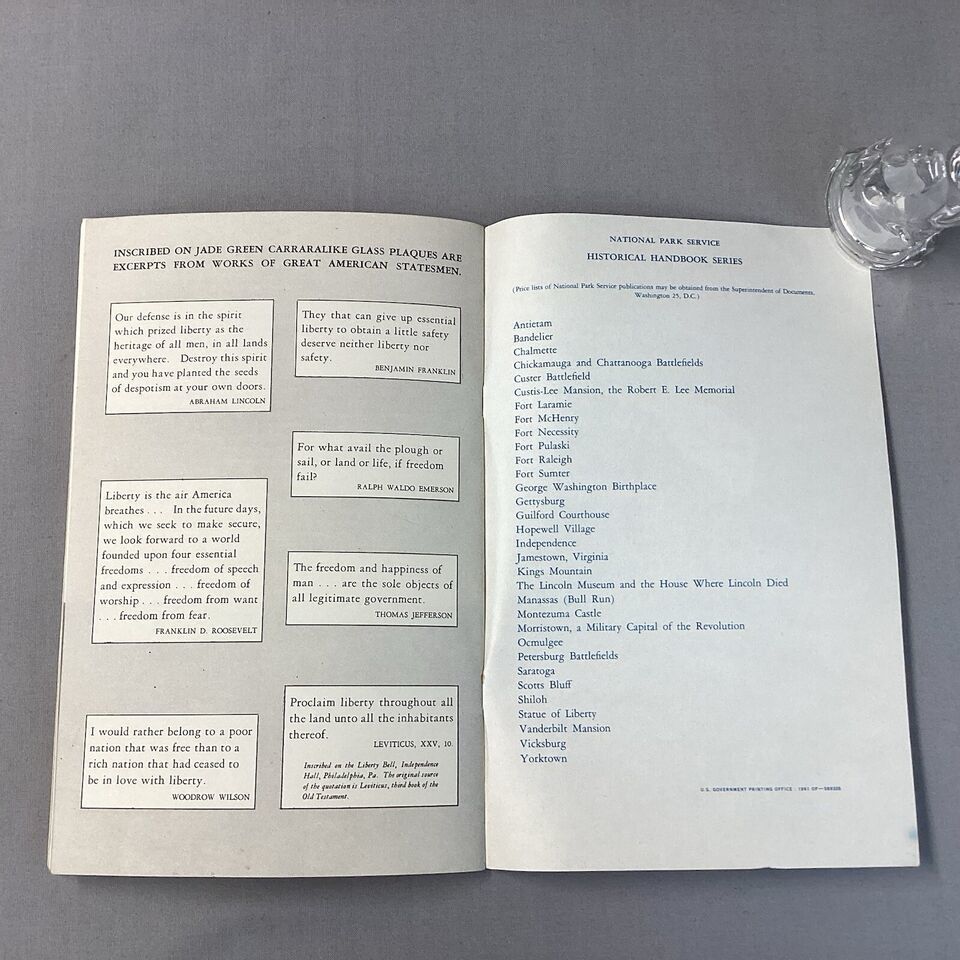 INSCRIBED ON JADE GREEN CARRARALIKE GLASS PLAQUES ARE
EXCERPTS FROM WORKS OF GREAT AMERICAN STATESMEN.
Our defense is in the spirit
which prized liberty as the
heritage of all men, in all lands
everywhere. Destroy this spirit
and you have planted the seeds
of despotism at your own doors.
ABRAHAM LINCOLN
Liberty is the air America
breathes . . . In the future days,
which we seek to make secure,
we look forward to a world
founded upon four essential
freedoms . . . freedom of speech
and expression . . . freedom of
worship . . . freedom from want
. . . freedom from fear.
FRANKLIN D. ROOSEVELT
I would rather belong to a poor
nation that was free than to a
rich nation that had ceased to
be in love with liberty.
WOODROW WILSON
They that can give up essential
liberty to obtain a little safety
deserve neither liberty nor
safety.
BENJAMIN FRANKLIN
For what avail the plough or
sail, or land or life, if freedom
fail?
RALPH WALDO EMERSON
The freedom and happiness of
man . . . are the sole objects of
all legitimate government.
THOMAS JEFFERSON
Proclaim liberty throughout all
the land unto all the inhabitants
thereof.
LEVITICUS, XXV, 10.
Inscribed on the Liberty Bell, Independence
Hall, Philadelphia, Pa. The original source
of the quotation is Leviticus, third book of the
Old Testament.
NATIONAL PARK SERVICE
HISTORICAL HANDBOOK SERIES
(Price lists of National Park Service publications may be obtained from the Superintendent of Documents,
Washington 25, D.C.)
Antietam
Bandelier
Chalmette
Chickamauga and Chattanooga Battlefields
Custer Battlefield
Custis-Lee Mansion, the Robert E. Lee Memorial
Fort Laramie
Fort McHenry
Fort Necessity
Fort Pulaski
Fort Raleigh
Fort Sumter
George Washington Birthplace
Gettysburg
Guilford Courthouse
Hopewell Village
Independence
Jamestown, Virginia
Kings Mountain
The Lincoln Museum and the House Where Lincoln Died
Manassas (Bull Run)
Montezuma Castle
Morristown, a Military Capital of the Revolution
Ocmulgee
Petersburg Battlefields
Saratoga
Scotts Bluff
Shiloh
Statue of Liberty
Vanderbilt Mansion
Vicksburg
Yorktown
U.S. GOVERNMENT PRINTING OFFICE : 1961 OF—